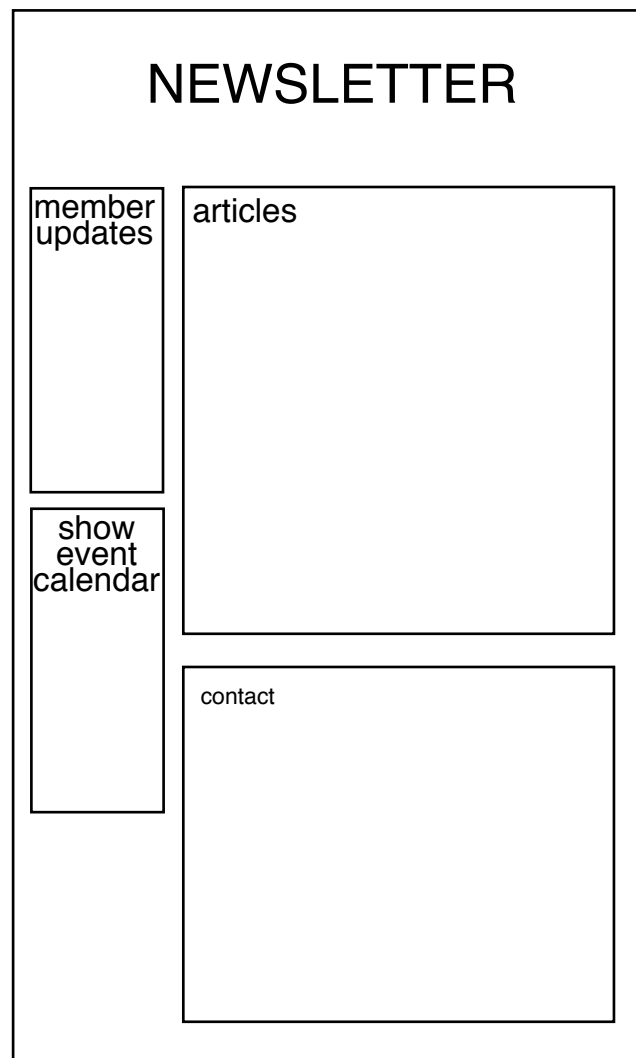 NEWSLETTER
member
updates
articles
show
event
calendar
contact